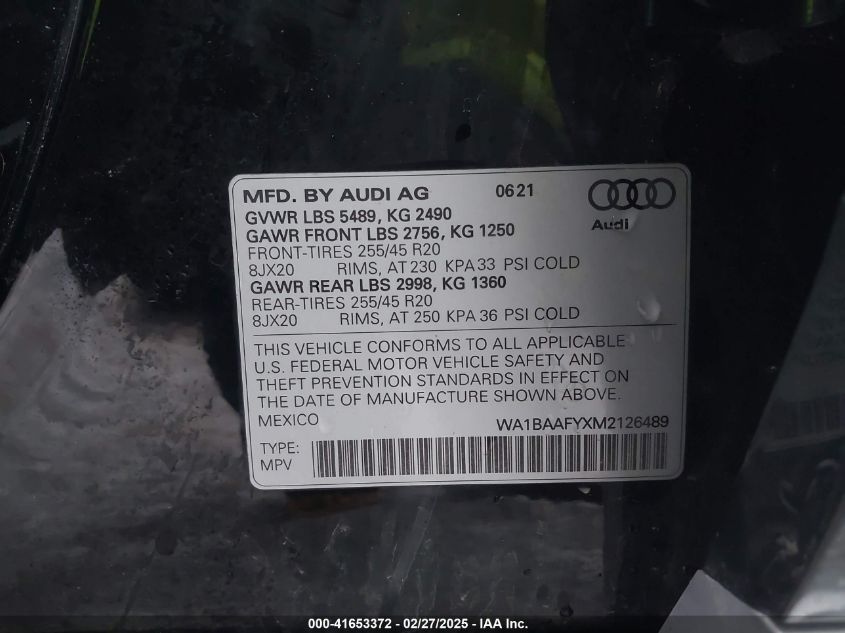 MFD. BY AUDI AG 0621
Audi
GVWR LBS 5489, KG 2490
GAWR FRONT LBS 2756, KG 1250
FRONT-TIRES 255/45 R20
8JX20 RIMS, AT 230 KPA 33 PSI COLD
GAWR REAR LBS 2998, KG 1360
REAR-TIRES 255/45 R20
8JX20 RIMS, AT 250 KPA 36 PSI COLD
THIS VEHICLE CONFORMS TO ALL APPLICABLE
U.S. FEDERAL MOTOR VEHICLE SAFETY AND
THEFT PREVENTION STANDARDS IN EFFECT ON
THE DATE OF MANUFACTURE SHOWN ABOVE.
MEXICO WA1BAAFYXM2126489
TYPE:
MPV
000-41653372 - 02/27/2025 - IAA Inc.